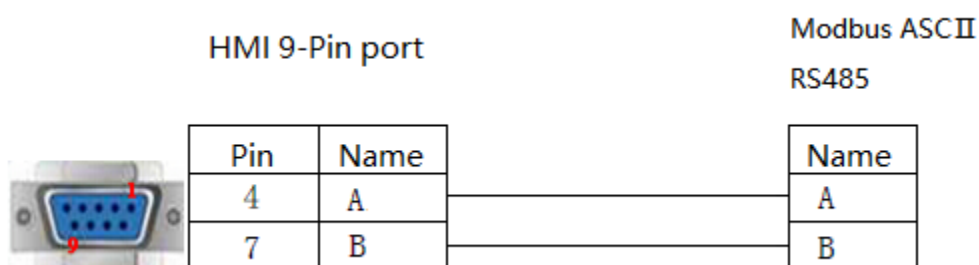 HMI 9-Pin port
Modbus ASCⅡ
RS485
Pin Name Name
1
4 A A
9
7 B B